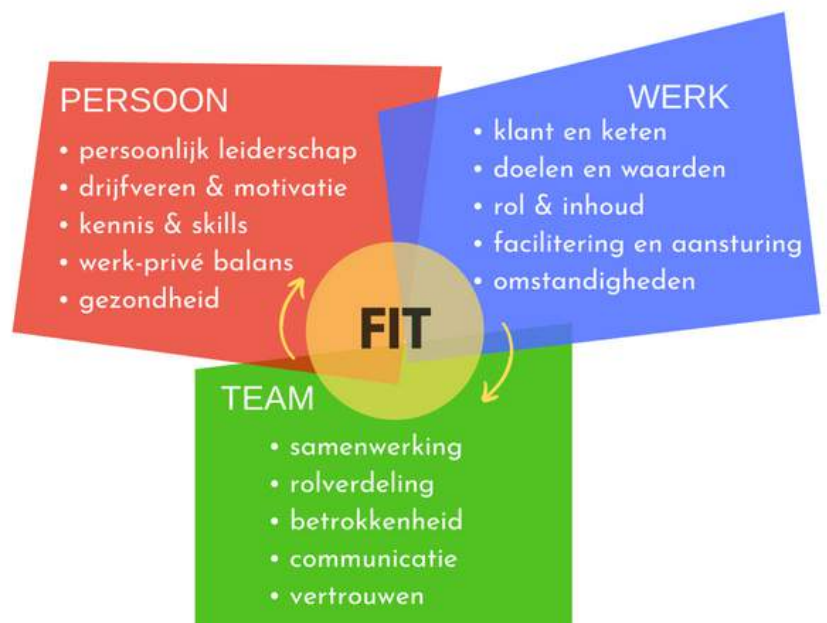 PERSOON
• persoonlijk leiderschap
• drijfveren & motivatie
• kennis & skills
• werk-privé balans
• gezondheid
WERK
• klant en keten
• doelen en waarden
• rol & inhoud
• facilitering en aansturing
• omstandigheden
FIT
TEAM
• samenwerking
• rolverdeling
• betrokkenheid
• communicatie
• vertrouwen